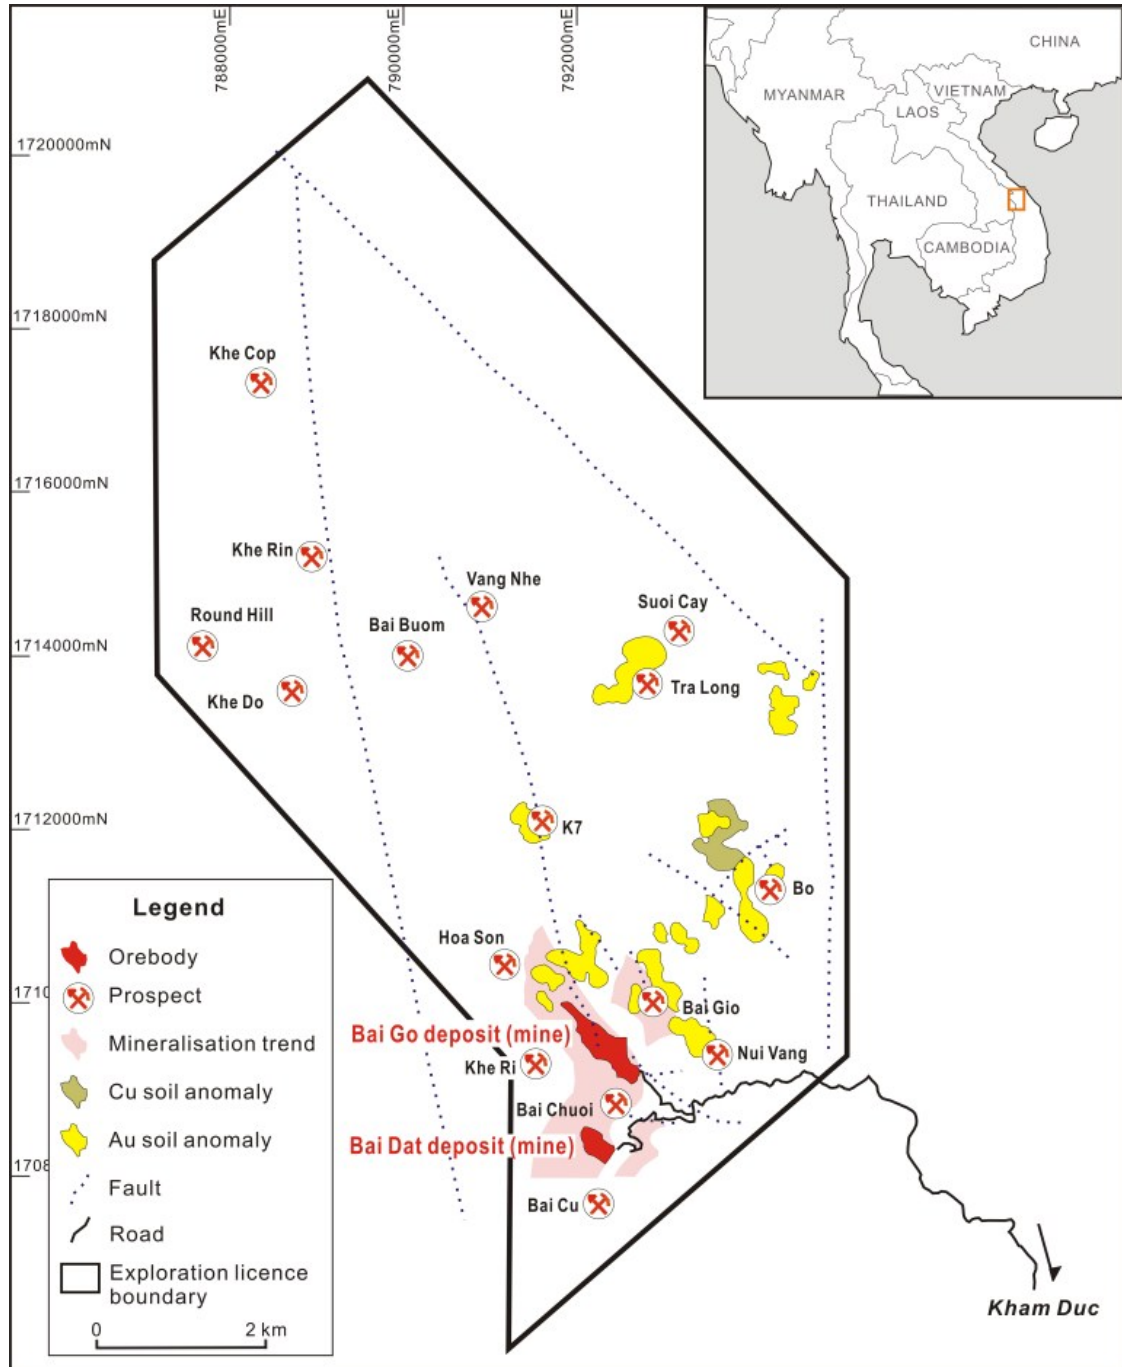 788000mE
790000mE
792000mE
1720000mN
1718000mN
1716000mN
1714000mN
1712000mN
1710
1708
CHINA
MYANMAR
VIETNAM
LAOS
THAILAND
CAMBODIA
Khe Cop
Khe Rin
Vang Nhe
Suoi Cay
Round Hill
Bai Buom
Khe Do
Tra Long
K7
Bo
Hoa Son
Bai Gio
Bai Go deposit (mine)
Nui Vang
Khe Ri
Bai Chuoi
Bai Dat deposit (mine)
Bai Cu
Kham Duc
Legend
Orebody
Prospect
Mineralisation trend
Cu soil anomaly
Au soil anomaly
Fault
Road
Exploration licence
boundary
0 2 km